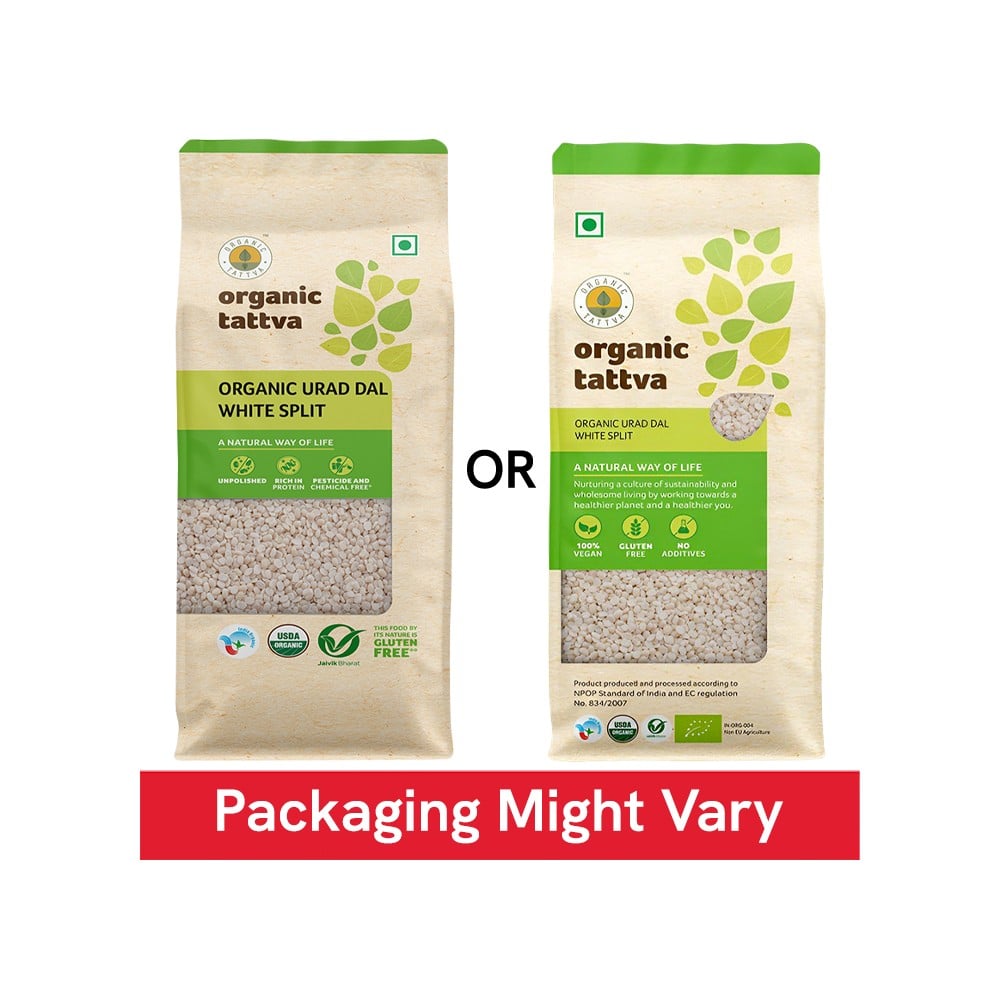 ORGANIC TATTVA
organic
tattva
ORGANIC URAD DAL
WHITE SPLIT
A NATURAL WAY OF LIFE
UNPOLISHED
RICH IN
PROTEIN
PESTICIDE AND
CHEMICAL FREE*
USDA
ORGANIC
Jaivik Bharat
THIS FOOD BY
ITS NATURE IS
GLUTEN
FREE**
OR
ORGANIC TATTVA
organic
tattva
ORGANIC URAD DAL
WHITE SPLIT
A NATURAL WAY OF LIFE
Nurturing a culture of sustainability and
wholesome living by working towards a
healthier planet and a healthier you.
100%
VEGAN
GLUTEN
FREE
NO
ADDITIVES
Product produced and processed according to
NPOP Standard of India and EC regulation
No. 834/2007
USDA
ORGANIC
IN-ORG-004
Non EU Agriculture
Packaging Might Vary